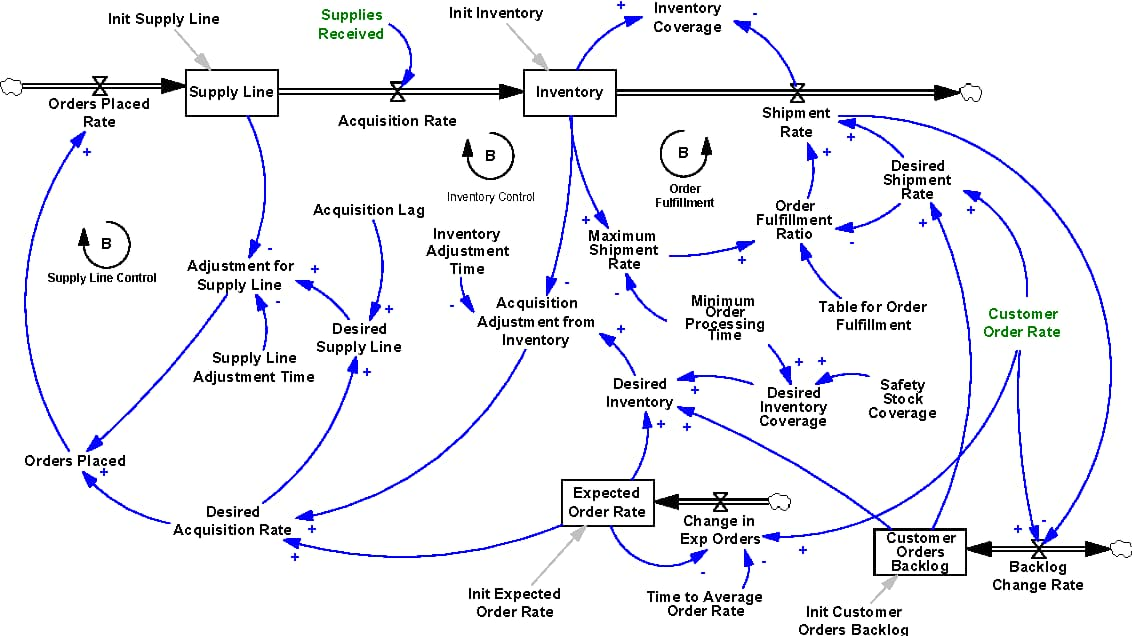 Init Supply Line
Supplies
Received
Init Inventory
Inventory
Coverage
+
-
Supply Line
Inventory
Orders Placed
Rate
Acquisition Rate
Shipment
Rate
+
+
+
B
Inventory Control
B
Order
Fulfillment
Desired
Shipment
Rate
+
+
Acquisition Lag
Order
Fulfillment
Ratio
-
B
Supply Line Control
Inventory
Adjustment
Time
+
Maximum
Shipment
Rate
+
-
Adjustment for
Supply Line
+
-
-
-
-
Acquisition
Adjustment from
Inventory
+
+
Minimum
Order
Processing
Time
Table for Order
Fulfillment
Customer
Order Rate
Desired
Supply Line
+
Supply Line
Adjustment Time
+
+
Desired
Inventory
+
+
+
Desired
Inventory
Coverage
Safety
Stock
Coverage
Orders Placed
+
Expected
Order Rate
Desired
Acquisition Rate
+
+
Change in
Exp Orders
+
-
-
Customer
Orders
Backlog
+
-
Backlog
Change Rate
Init Expected
Order Rate
Time to Average
Order Rate
Init Customer
Orders Backlog